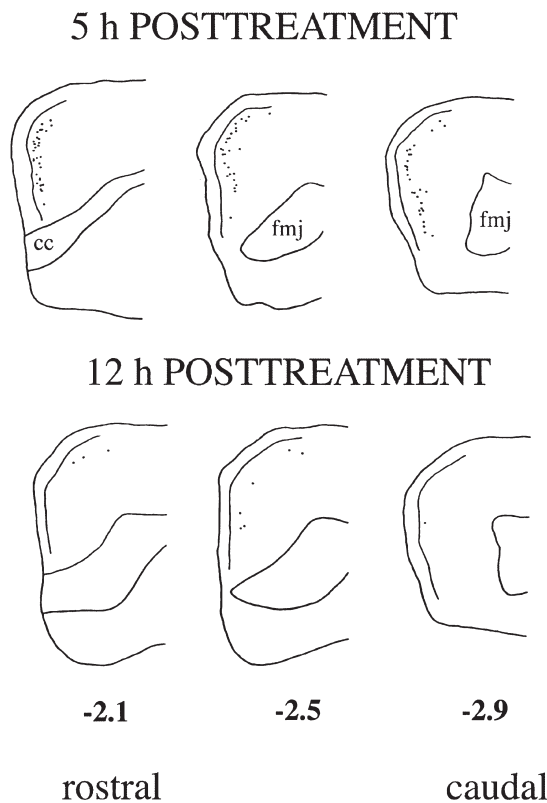 5 h POSTTREATMENT
cc
fmj
fmj
12 h POSTTREATMENT
-2.1 -2.5 -2.9
rostral caudal